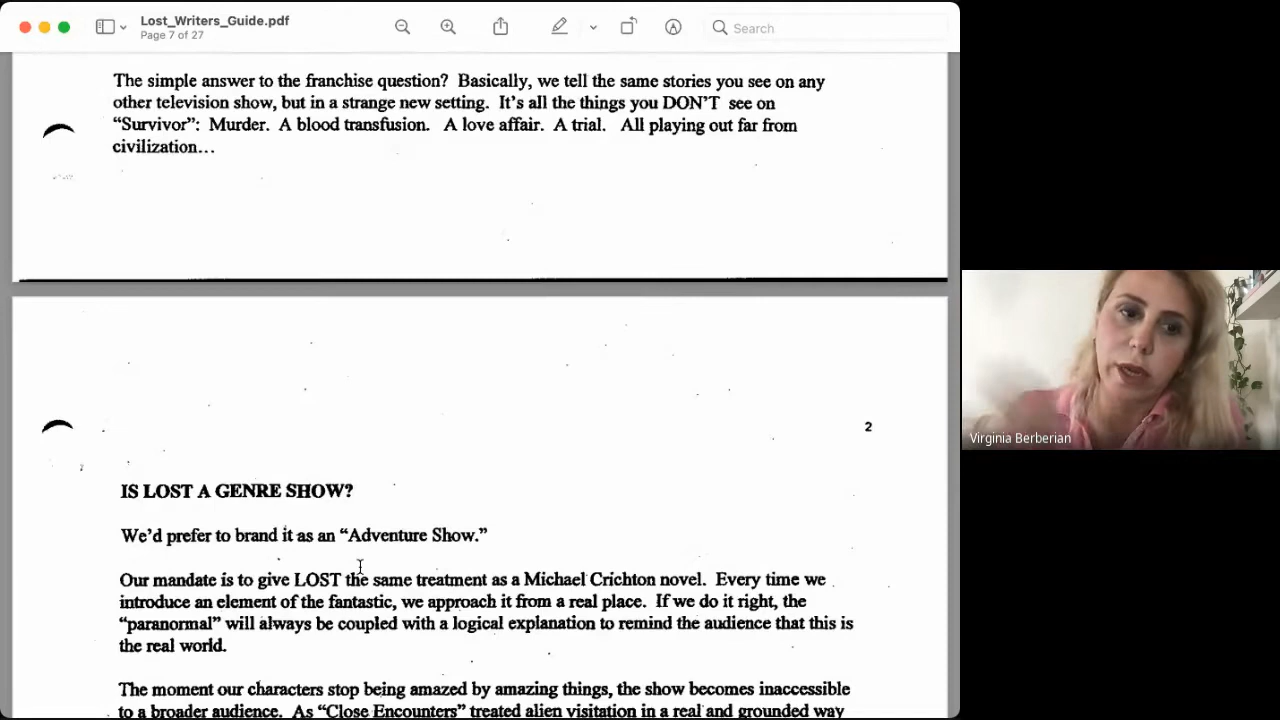 Lost_Writers_Guide.pdf
Page 7 of 27
Search
The simple answer to the franchise question? Basically, we tell the same stories you see on any
other television show, but in a strange new setting. It's all the things you DON'T see on
“Survivor”: Murder. A blood transfusion. A love affair. A trial. All playing out far from
civilization…
2
IS LOST A GENRE SHOW?
We'd prefer to brand it as an “Adventure Show.”
Our mandate is to give LOST the same treatment as a Michael Crichton novel. Every time we
introduce an element of the fantastic, we approach it from a real place. If we do it right, the
“paranormal” will always be coupled with a logical explanation to remind the audience that this is
the real world.
The moment our characters stop being amazed by amazing things, the show becomes inaccessible
to a broader audience. As “Close Encounters” treated alien visitation in a real and grounded way
Virginia Berberian